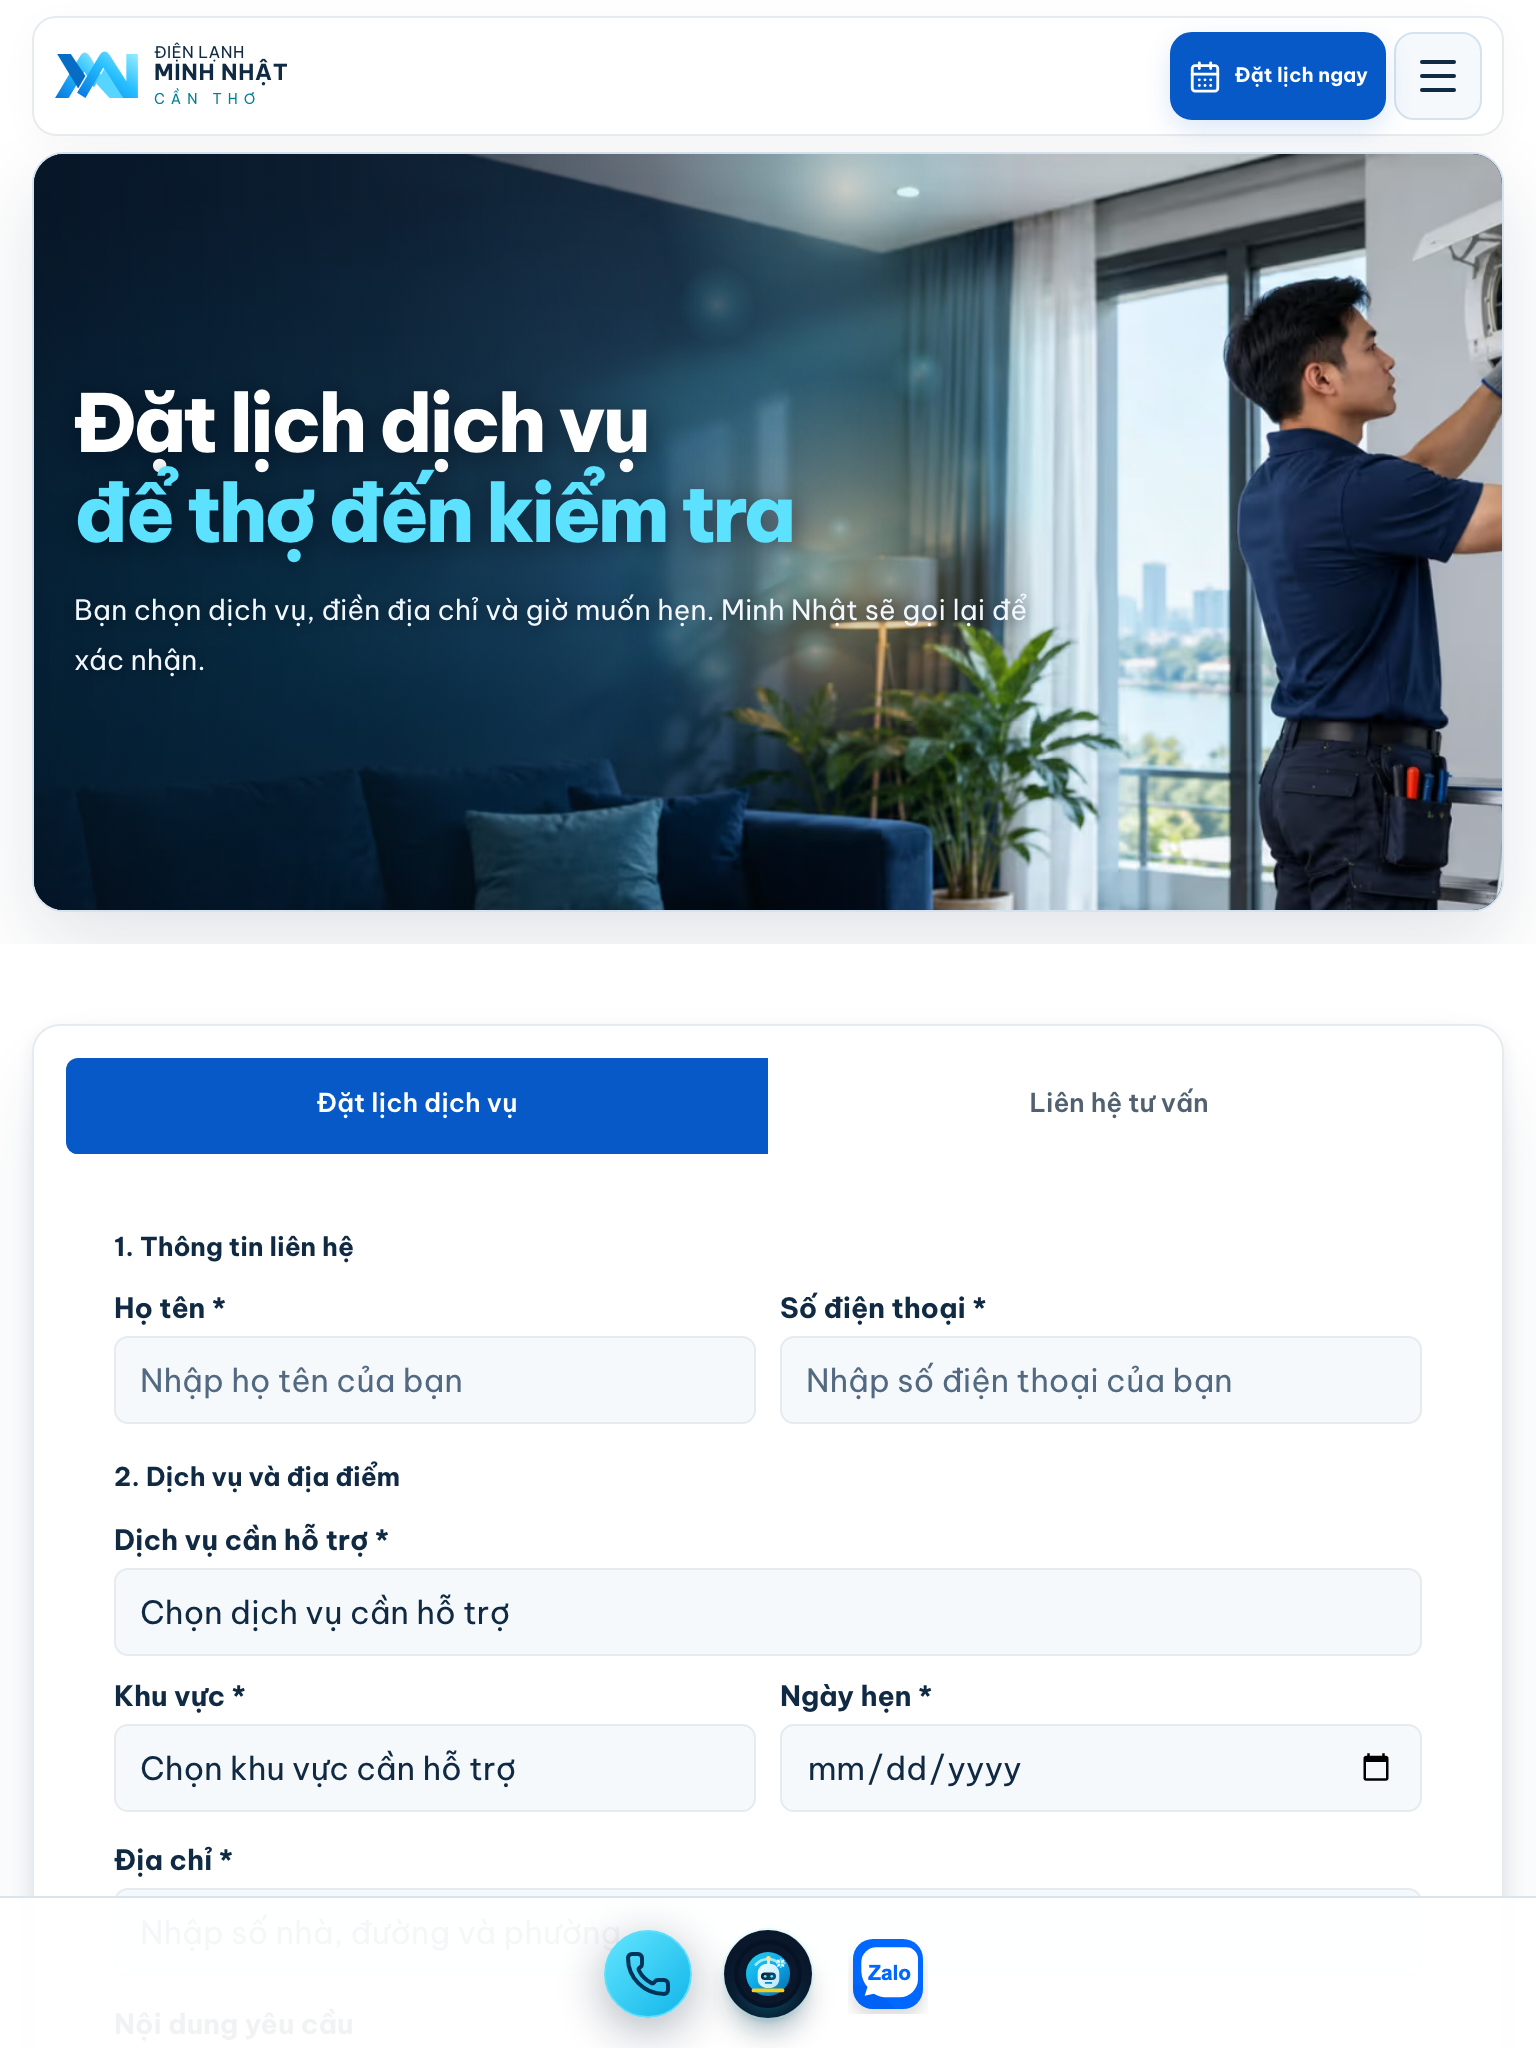 ĐIỆN LẠNH
MINH NHẬT
CẦN THƠ
Đặt lịch ngay
Đặt lịch dịch vụ
để thợ đến kiểm tra
Bạn chọn dịch vụ, điền địa chỉ và giờ muốn hẹn. Minh Nhật sẽ gọi lại để
xác nhận.
Đặt lịch dịch vụ
Liên hệ tư vấn
1. Thông tin liên hệ
Họ tên *
Số điện thoại *
Nhập họ tên của bạn
Nhập số điện thoại của bạn
2. Dịch vụ và địa điểm
Dịch vụ cần hỗ trợ *
Chọn dịch vụ cần hỗ trợ
Khu vực *
Ngày hẹn *
Chọn khu vực cần hỗ trợ
mm/dd/yyyy
Địa chỉ *
Nhập số nhà, đường và phường
Zalo
Nội dung yêu cầu